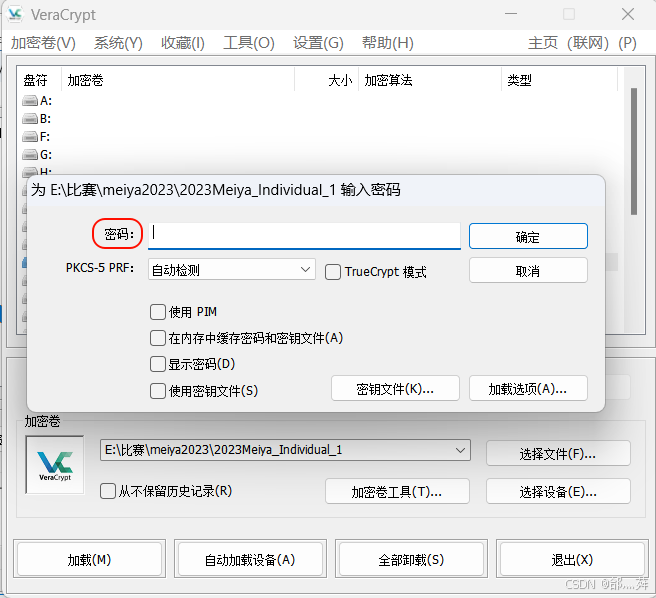 VeraCrypt
加密卷(V) 系统(Y) 收藏(I) 工具(O) 设置(G) 帮助(H) 主页 (联网) (P)
盘符 加密卷 大小 加密算法 类型
A:
B:
F:
G:
H:
为 E:\比赛\meiya2023\2023Meiya_Individual_1 输入密码
密码: 确定
PKCS-5 PRF: 自动检测 TrueCrypt 模式 取消
使用 PIM
在内存中缓存密码和密钥文件(A)
显示密码(D)
使用密钥文件(S) 密钥文件(K)... 加载选项(A)...
加密卷
VeraCrypt
E:\比赛\meiya2023\2023Meiya_Individual_1 选择文件(F)...
从不保留历史记录(R) 加密卷工具(T)... 选择设备(E)...
加载(M) 自动加载设备(A) 全部卸载(S) 退出(X)
CSDN @郜....萍